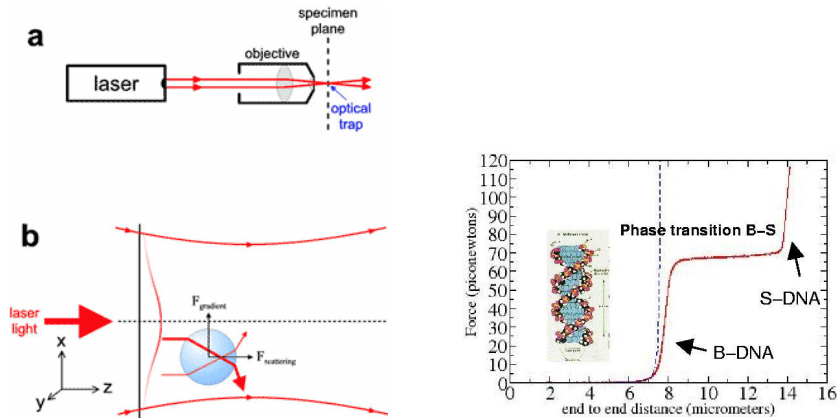 a
laser
objective
specimen
plane
optical
trap
b
laser
light
F gradient
F scattering
x
y
z
Force (piconewtons)
120
110
100
90
80
70
60
50
40
30
20
10
0
Phase transition B–S
S–DNA
B–DNA
0 2 4 6 8 10 12 14 16
end to end distance (micrometers)